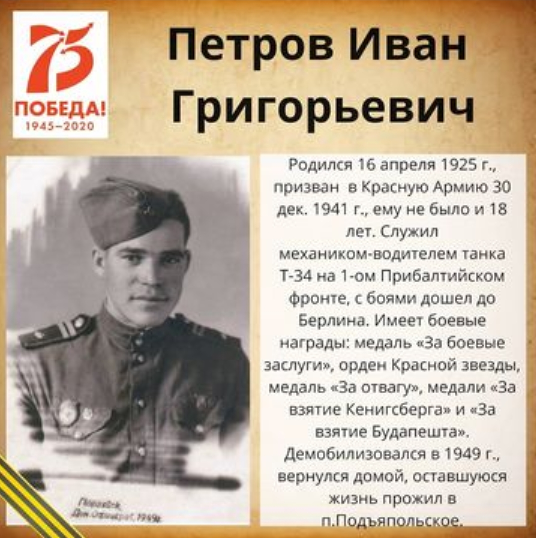 75
ПОБЕДА!
1945–2020
Петров Иван
Григорьевич
Родился 16 апреля 1925 г.,
призван в Красную Армию 30
дек. 1941 г., ему не было и 18
лет. Служил
механиком-водителем танка
Т-34 на 1-ом Прибалтийском
фронте, с боями дошел до
Берлина. Имеет боевые
награды: медаль «За боевые
заслуги», орден Красной звезды,
медаль «За отвагу», медали «За
взятие Кенигсберга» и «За
взятие Будапешта».
Демобилизовался в 1949 г.,
вернулся домой, оставшуюся
жизнь прожил в
п.Подъяпольское.